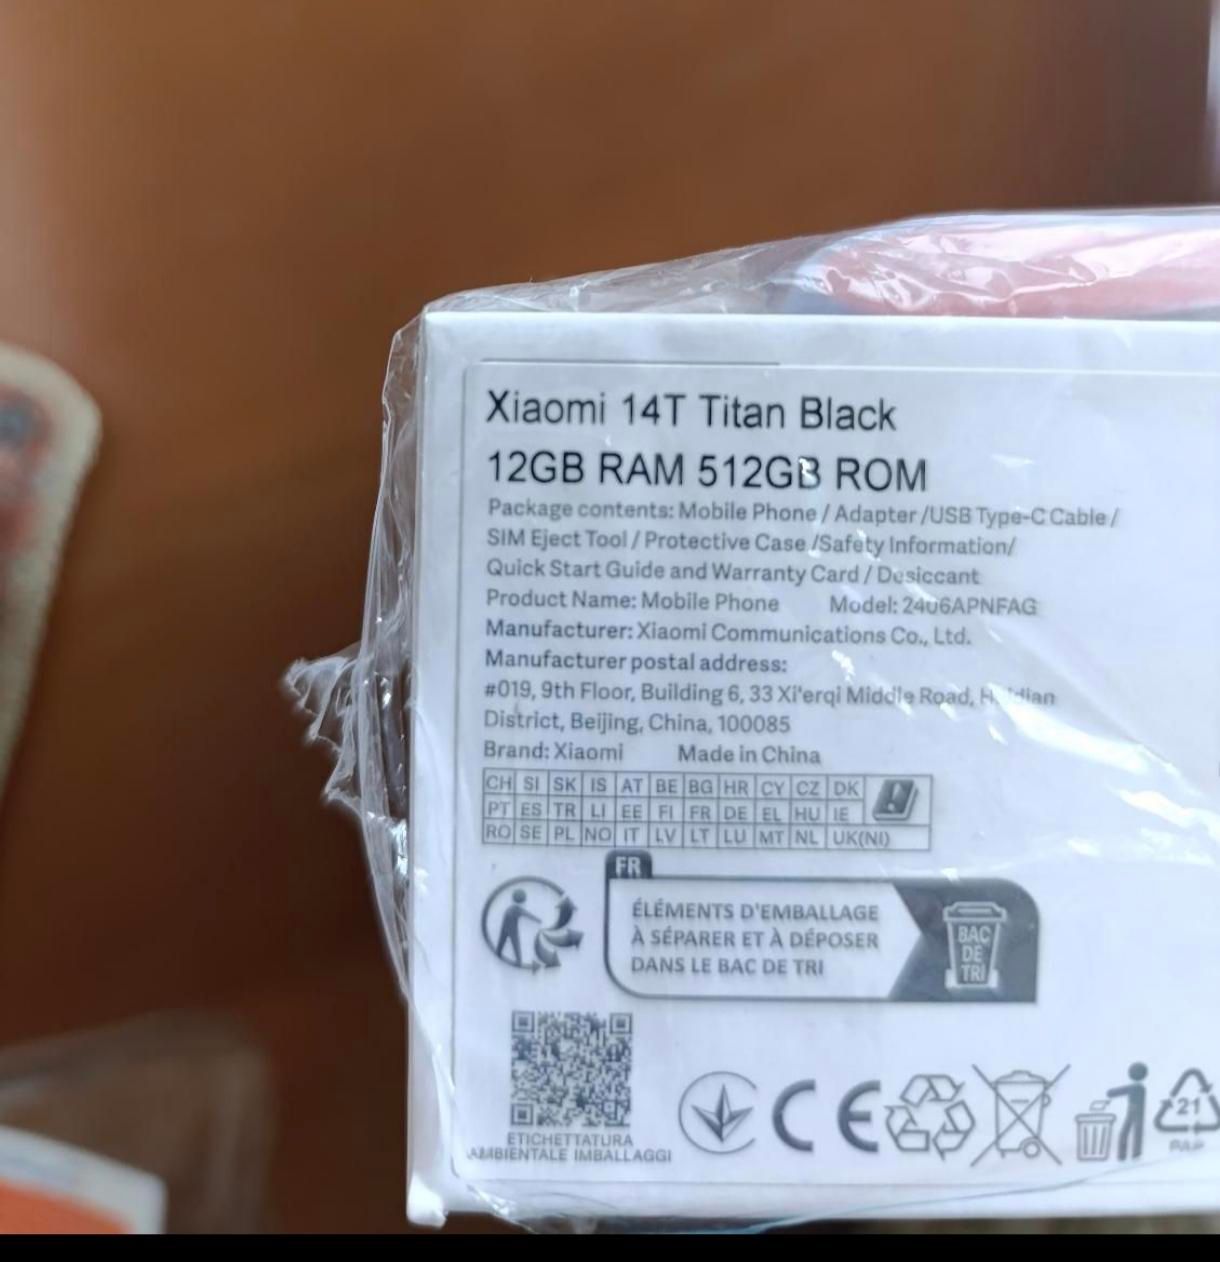 Xiaomi 14T Titan Black
12GB RAM 512GB ROM
Package contents: Mobile Phone / Adapter /USB Type-C Cable /
SIM Eject Tool / Protective Case /Safety Information/
Quick Start Guide and Warranty Card / Desiccant
Product Name: Mobile Phone Model: 2406APNFAG
Manufacturer: Xiaomi Communications Co., Ltd.
Manufacturer postal address:
#019, 9th Floor, Building 6, 33 Xi'erqi Middle Road,
District, Beijing, China, 100085
Brand: Xiaomi Made in China
CH SI SK IS AT BE BG HR CY CZ DK
PT ES TR LI EE FI FR DE EL HU IE
RO SE PL NO IT LV LT LU MT NL UK(NI)
FR
ÉLÉMENTS D'EMBALLAGE
À SÉPARER ET À DÉPOSER
DANS LE BAC DE TRI
BAC
DE
TRI
ETICHETTATURA
AMBIENTALE IMBALLAGGI
CE
21
PAP